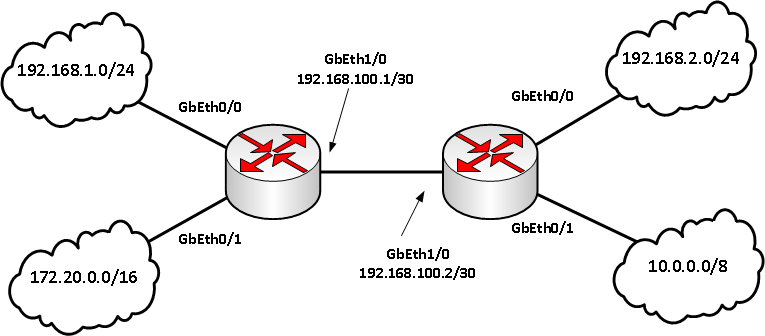 192.168.1.0/24
GbEth0/0
GbEth1/0
192.168.100.1/30
192.168.2.0/24
GbEth0/0
172.20.0.0/16
GbEth0/1
GbEth1/0
192.168.100.2/30
GbEth0/1
10.0.0.0/8